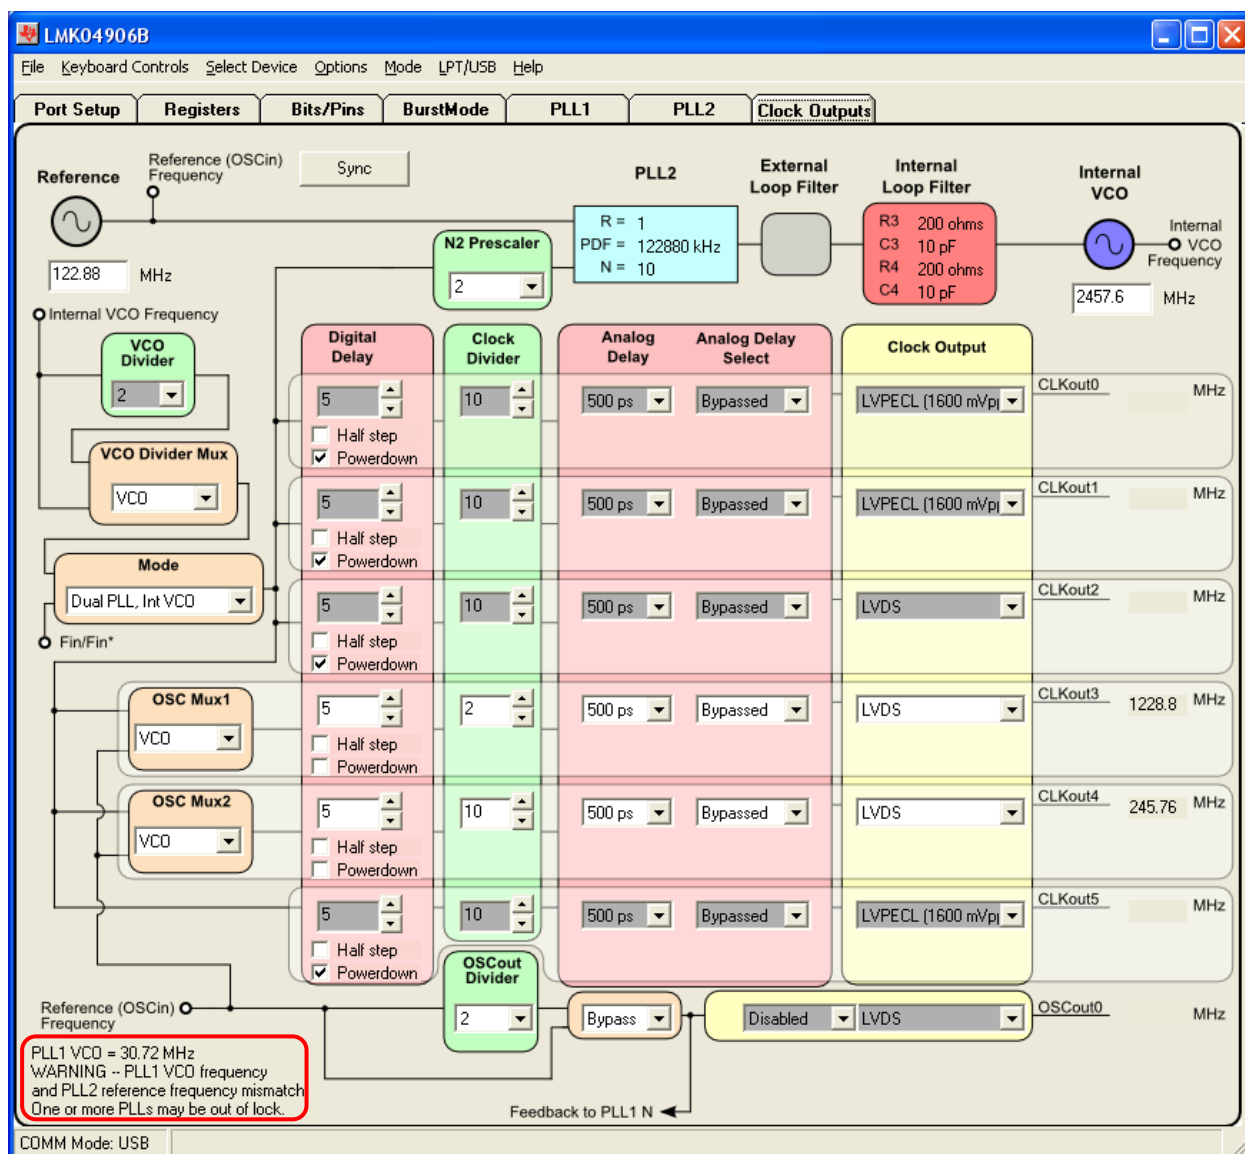 LMK04906B
File Keyboard Controls Select Device Options Mode LPT/USB Help
Port Setup Registers Bits/Pins BurstMode PLL1 PLL2 Clock Outputs
Reference
Reference (OSCin)
Frequency
Sync
PLL2
External
Loop Filter
Internal
Loop Filter
Internal
VCO
122.88 MHz
N2 Prescaler
2
R = 1
PDF = 122880 kHz
N = 10
R3 200 ohms
C3 10 pF
R4 200 ohms
C4 10 pF
Internal
VCO
Frequency
2457.6 MHz
Internal VCO Frequency
VCO
Divider
2
VCO Divider Mux
VCO
Mode
Dual PLL, Int VCO
Fin/Fin*
Digital
Delay
Clock
Divider
Analog
Delay
Analog Delay
Select
Clock Output
5 10 500 ps Bypassed LVPECL (1600 mVp CLKout0 MHz
Half step
Powerdown
5 10 500 ps Bypassed LVPECL (1600 mVp CLKout1 MHz
Half step
Powerdown
5 10 500 ps Bypassed LVDS CLKout2 MHz
Half step
Powerdown
OSC Mux1
VCO
5 2 500 ps Bypassed LVDS CLKout3 1228.8 MHz
Half step
Powerdown
OSC Mux2
VCO
5 10 500 ps Bypassed LVDS CLKout4 245.76 MHz
Half step
Powerdown
5 10 500 ps Bypassed LVPECL (1600 mVp CLKout5 MHz
Half step
Powerdown
OSCout
Divider
Reference (OSCin)
Frequency
2 Bypass Disabled LVDS OSCout0 MHz
PLL1 VCO = 30.72 MHz
WARNING -- PLL1 VCO frequency
and PLL2 reference frequency mismatch
One or more PLLs may be out of lock.
Feedback to PLL1 N
COMM Mode: USB